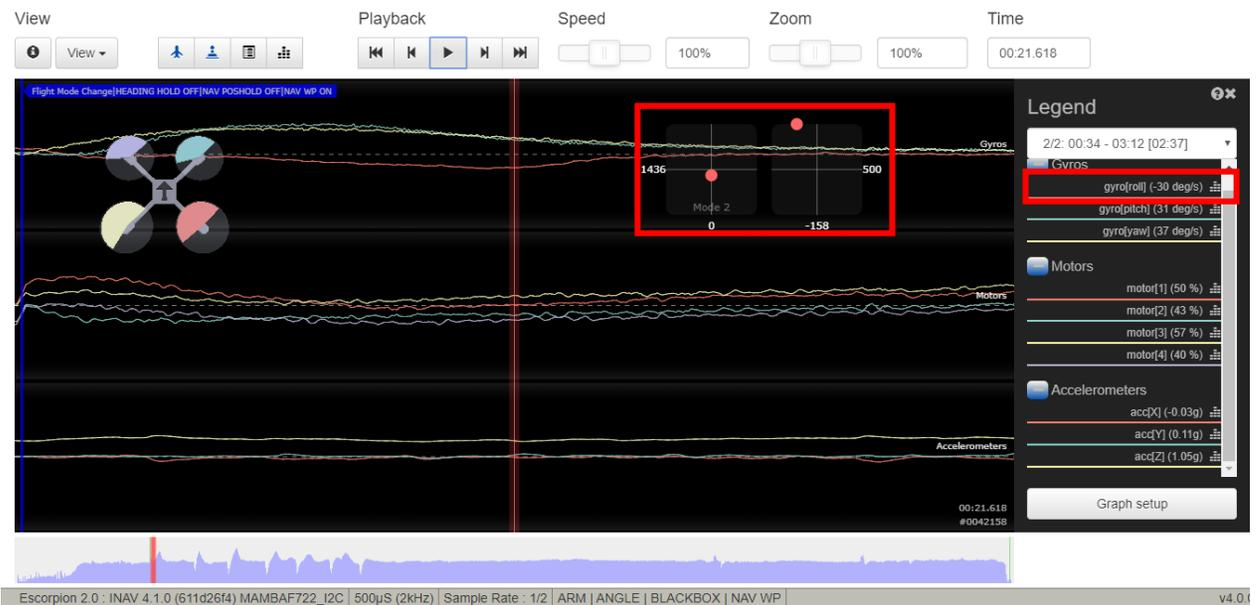 View
Playback
Speed
Zoom
Time
View
100%
100%
00:21.618
Flight Mode Change|HEADING HOLD OFF|NAV POSHOLD OFF|NAV WP ON
Gyros
1436
500
Mode 2
0
-158
Motors
Accelerometers
00:21.618
#0042158
Legend
2/2: 00:34 - 03:12 [02:37]
Gyros
gyro[roll] (-30 deg/s)
gyro[pitch] (31 deg/s)
gyro[yaw] (37 deg/s)
Motors
motor[1] (50 %)
motor[2] (43 %)
motor[3] (57 %)
motor[4] (40 %)
Accelerometers
acc[X] (-0.03g)
acc[Y] (0.11g)
acc[Z] (1.05g)
Graph setup
Escorpion 2.0 : INAV 4.1.0 (611d26f4) MAMBAF722_I2C | 500µS (2kHz) | Sample Rate : 1/2 | ARM | ANGLE | BLACKBOX | NAV WP